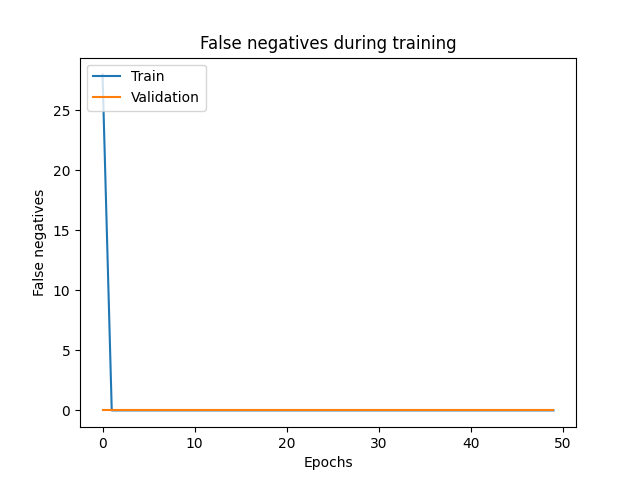 False negatives during training
Train
Validation
25
20
15
10
5
0
False negatives
0 10 20 30 40 50
Epochs